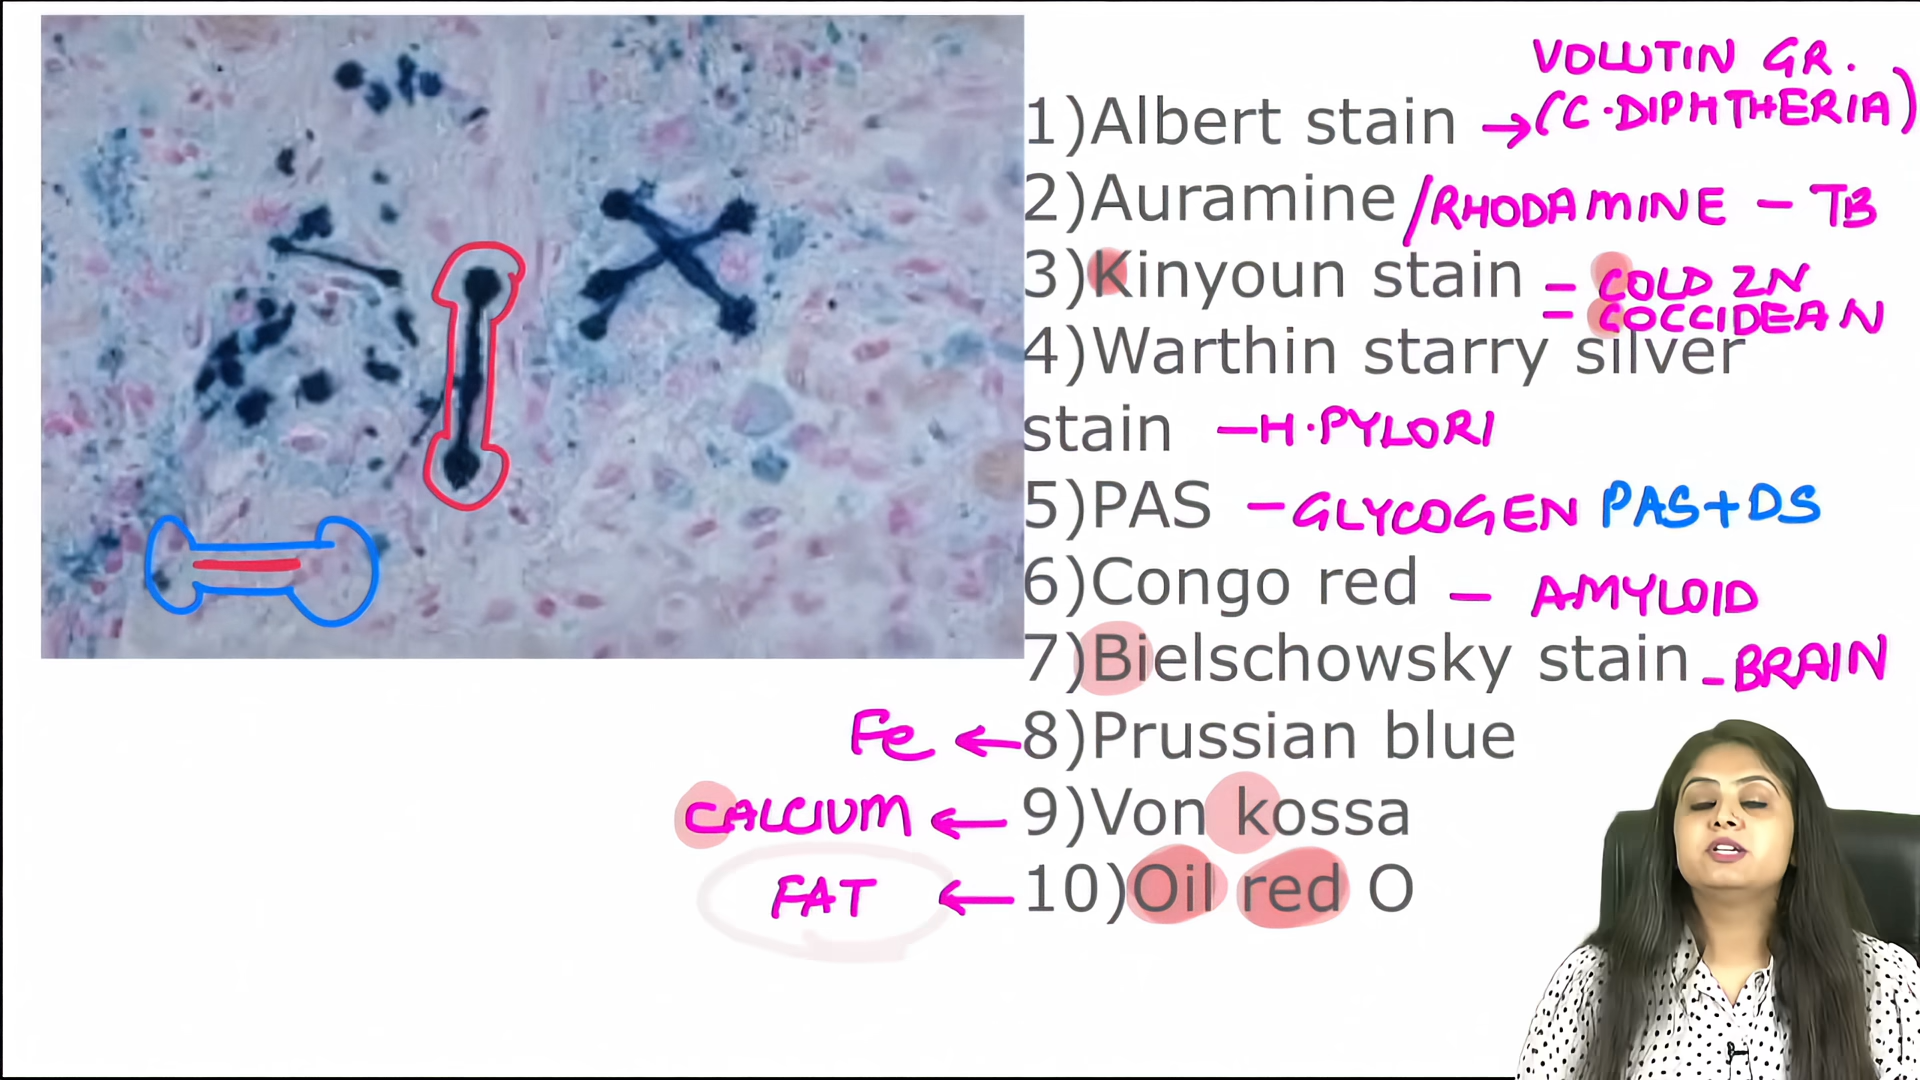 VOLUTIN GR.
1)Albert stain → (C.DIPHTHERIA)
2)Auramine /RHODAMINE - TB
3)Kinyoun stain - COLD ZN
- COCCIDEAN
4)Warthin starry silver
stain - H.PYLORI
5)PAS - GLYCOGEN PAS+DS
6)Congo red - AMYLOID
7)Bielschowsky stain - BRAIN
Fe ← 8)Prussian blue
CALCIUM ← 9)Von kossa
FAT ← 10)Oil red O